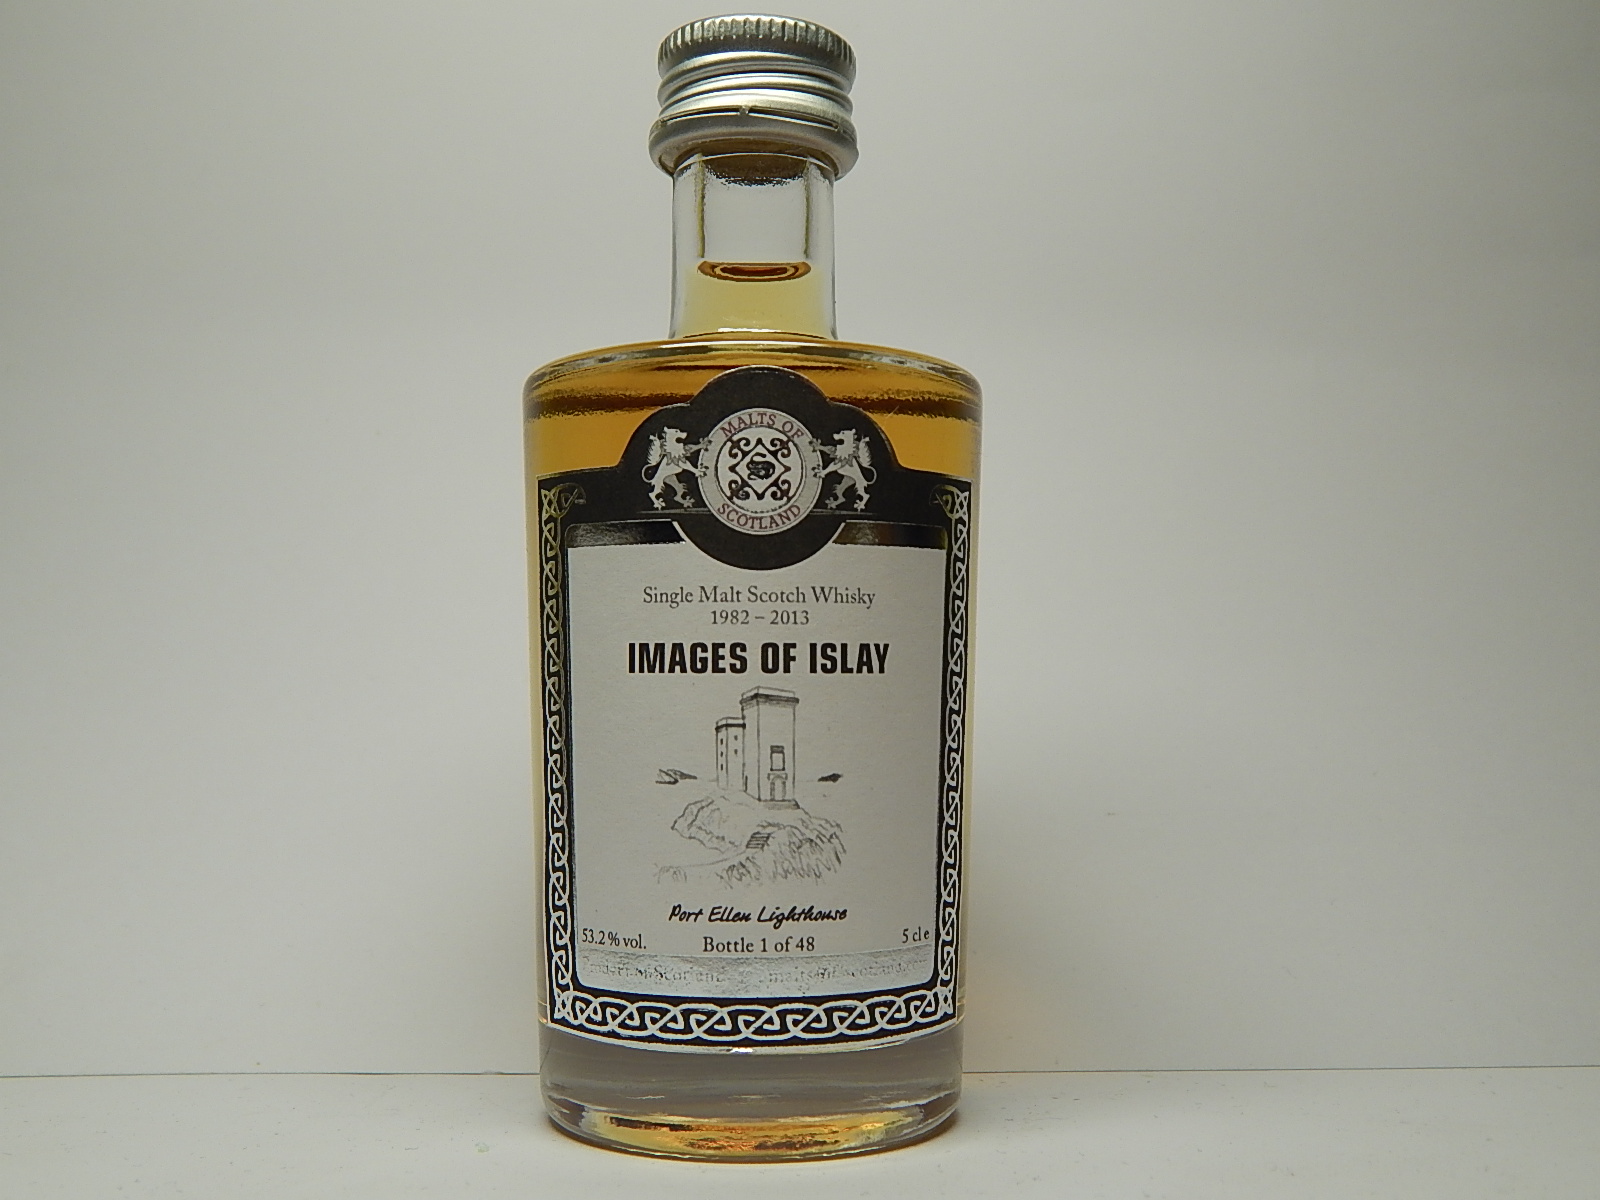 MALTS OF
S
SCOTLAND
Single Malt Scotch Whisky
1982 – 2013
IMAGES OF ISLAY
Port Ellen Lighthouse
53.2 % vol.
Bottle 1 of 48
5 cl e